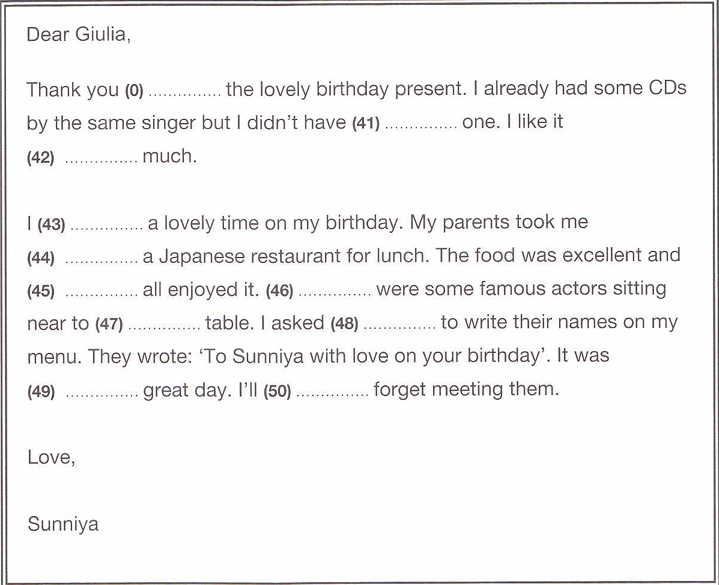 Dear Giulia,
Thank you (0) ............... the lovely birthday present. I already had some CDs
by the same singer but I didn't have (41) ............... one. I like it
(42) ............... much.
I (43) ............... a lovely time on my birthday. My parents took me
(44) ............... a Japanese restaurant for lunch. The food was excellent and
(45) ............... all enjoyed it. (46) ............... were some famous actors sitting
near to (47) ............... table. I asked (48) ............... to write their names on my
menu. They wrote: 'To Sunniya with love on your birthday'. It was
(49) ............... great day. I'll (50) ............... forget meeting them.
Love,
Sunniya